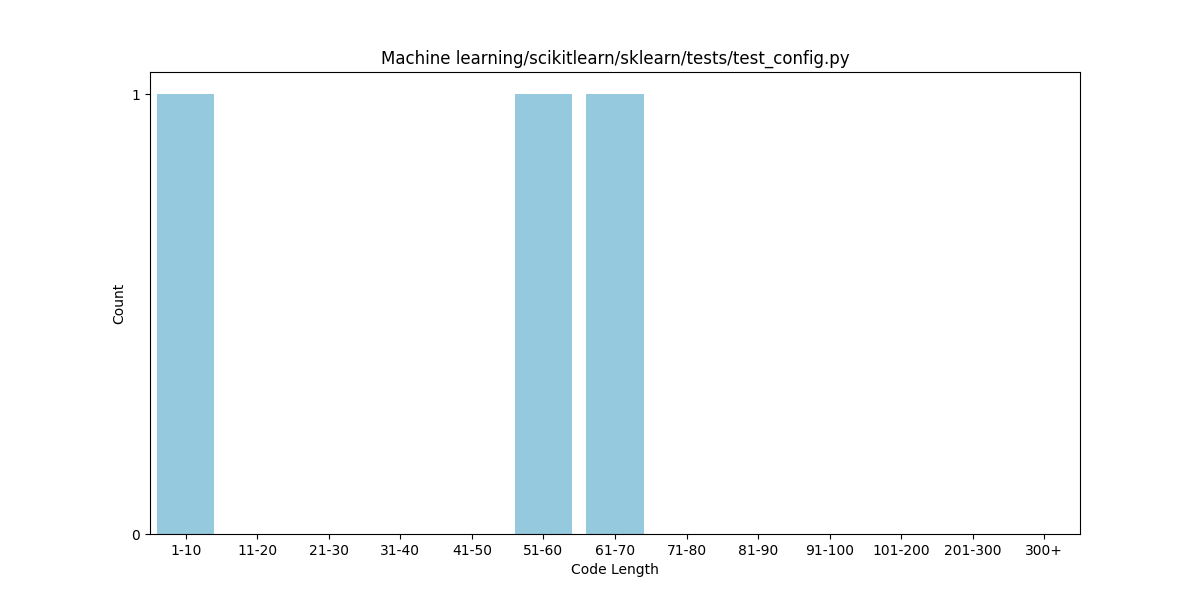 Machine learning/scikitlearn/sklearn/tests/test_config.py
Count
1
0
1-10 11-20 21-30 31-40 41-50 51-60 61-70 71-80 81-90 91-100 101-200 201-300 300+
Code Length